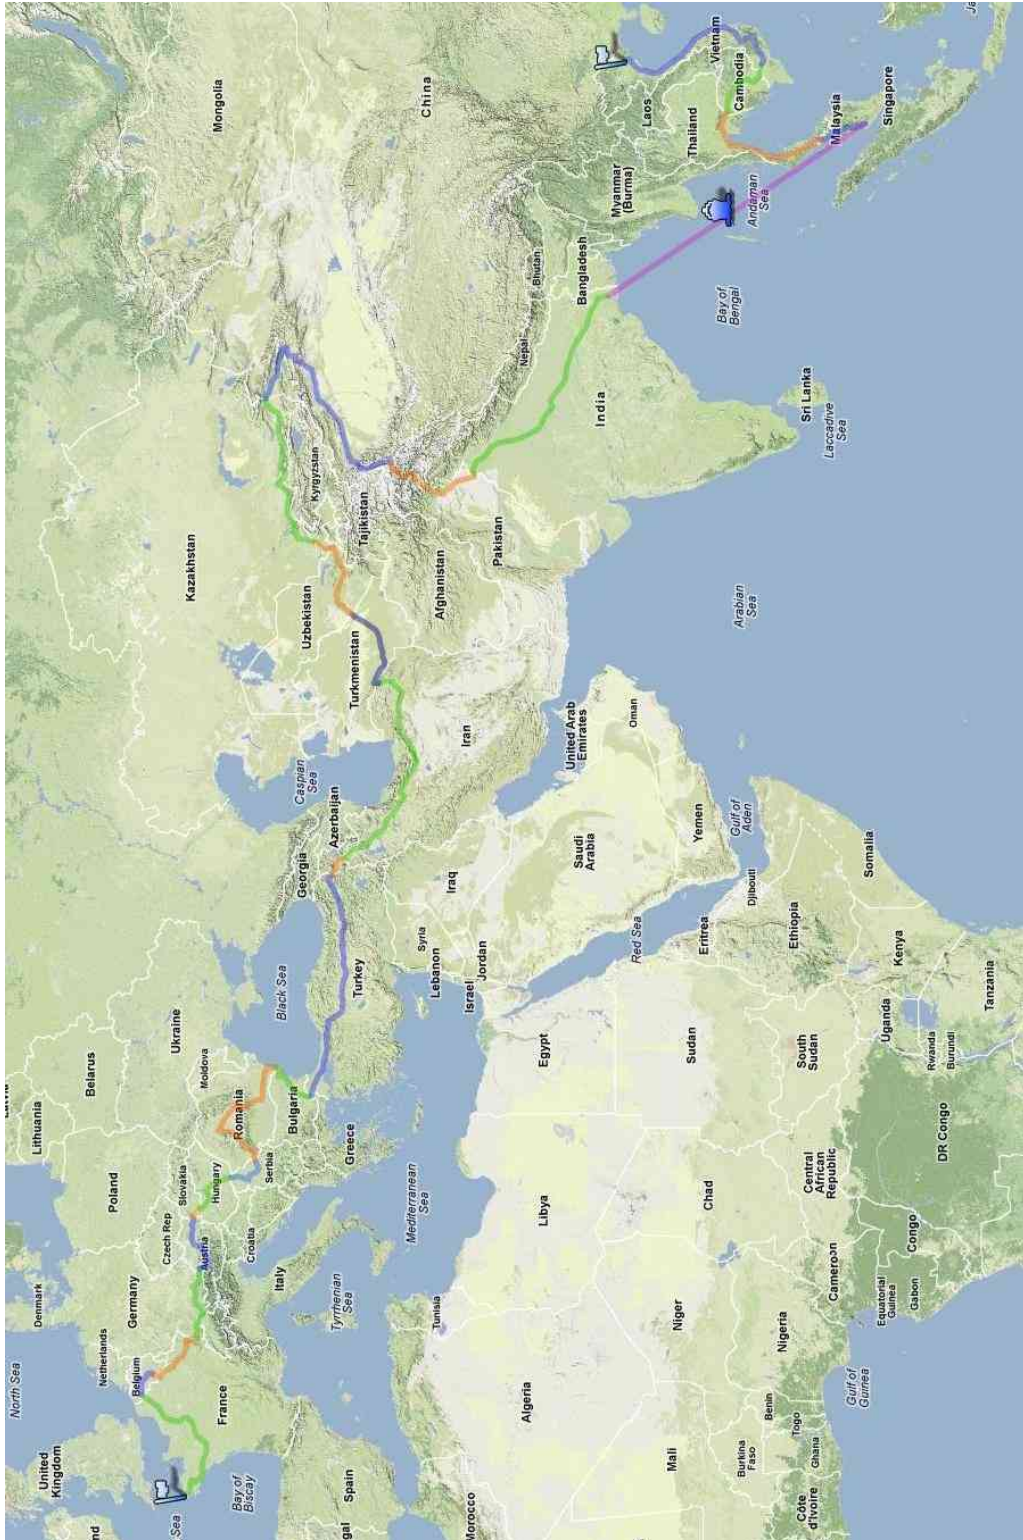 North Sea
Denmark
Lithuania
Latvia
United
Kingdom
Netherlands
Germany
Poland
Belarus
Belgium
Czech Rep
Slovakia
Ukraine
Moldova
Sea
France
Austria
Hungary
Romania
Kazakhstan
Mongolia
Bay of
Biscay
Italy
Croatia
Serbia
Bulgaria
Black Sea
Georgia
Caspian
Sea
Uzbekistan
Kyrgyzstan
Spain
gal
Tyrrhenian
Sea
Greece
Turkey
Azerbaijan
Turkmenistan
Tajikistan
China
Mediterranean
Sea
Tunisia
Lebanon
Syria
Iraq
Iran
Afghanistan
Morocco
Israel
Jordan
Pakistan
Nepal
Bhutan
Algeria
Libya
Egypt
Saudi
Arabia
United Arab
Emirates
India
Bangladesh
Myanmar
(Burma)
Laos
Vietnam
Red Sea
Oman
Thailand
Cambodia
Mali
Niger
Chad
Sudan
Eritrea
Yemen
Arabian
Sea
Bay of
Bengal
Andaman
Sea
Burkina
Faso
Benin
Nigeria
Djibouti
Gulf of
Aden
Sri Lanka
Laccadive
Sea
Malaysia
Singapore
Côte
d'Ivoire
Ghana
Togo
Cameroon
Central
African
Republic
South
Sudan
Ethiopia
Somalia
Gulf of
Guinea
Equatorial
Guinea
Gabon
Congo
DR Congo
Uganda
Kenya
Rwanda
Burundi
Tanzania